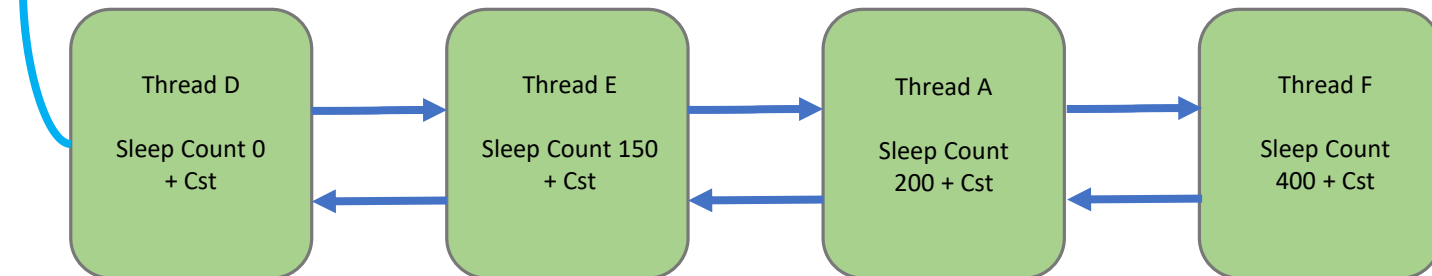 Thread D
Sleep Count 0
+ Cst
Thread E
Sleep Count 150
+ Cst
Thread A
Sleep Count
200 + Cst
Thread F
Sleep Count
400 + Cst